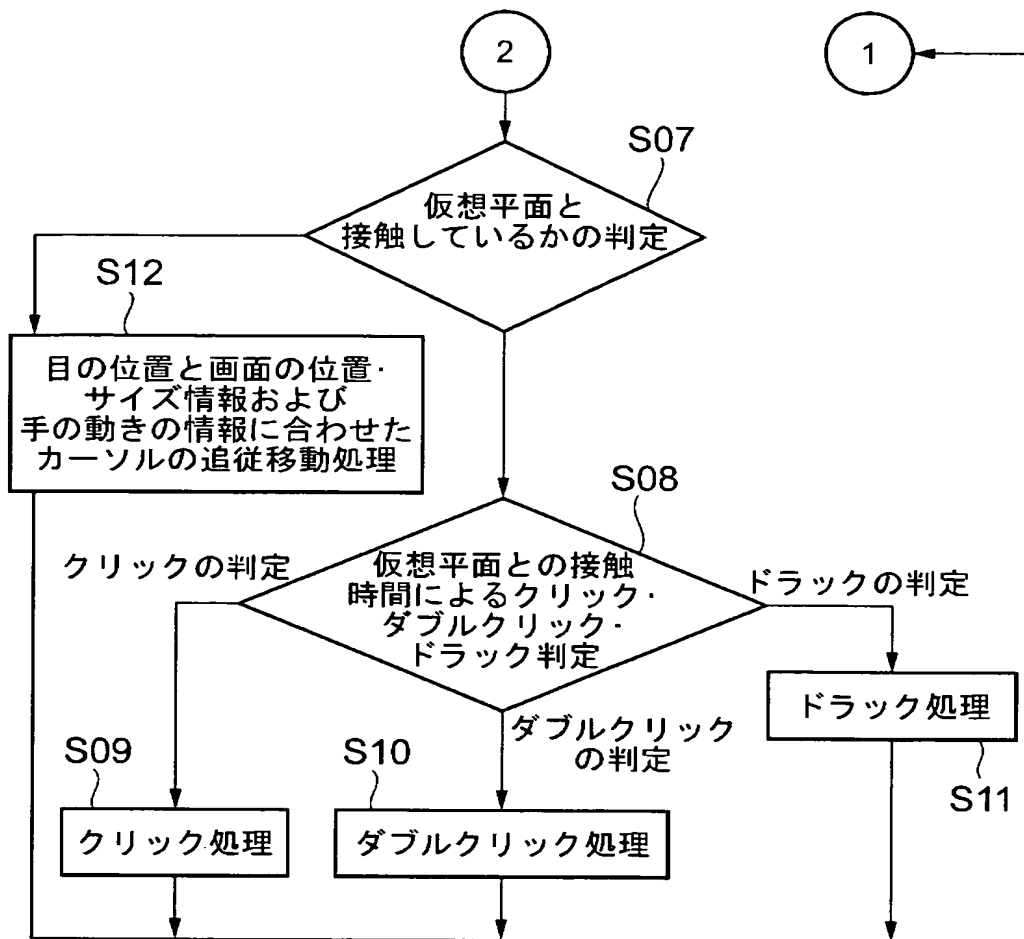 2
1
S07
仮想平面と
接触しているかの判定
S12
目の位置と画面の位置・
サイズ情報および
手の動きの情報に合わせた
カーソルの追従移動処理
S08
クリックの判定
仮想平面との接触
時間によるクリック・
ダブルクリック・
ドラック判定
ドラックの判定
ドラック処理
S11
ダブルクリック
の判定
S09
クリック処理
S10
ダブルクリック処理